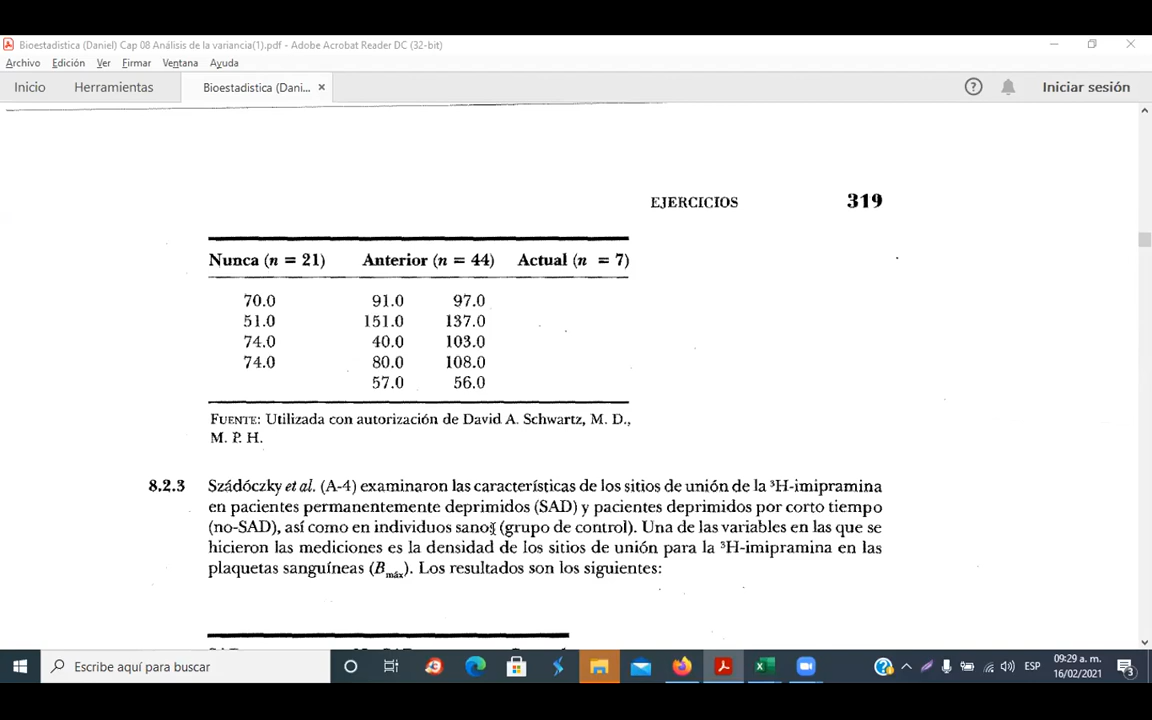 Bioestadistica (Daniel) Cap 08 Análisis de la variancia(1).pdf - Adobe Acrobat Reader DC (32-bit)
Archivo Edición Ver Firmar Ventana Ayuda
Inicio Herramientas Bioestadistica (Dani... × Iniciar sesión
EJERCICIOS 319
Nunca (n = 21) Anterior (n = 44) Actual (n = 7)
70.0 91.0 97.0
51.0 151.0 137.0
74.0 40.0 103.0
74.0 80.0 108.0
57.0 56.0
FUENTE: Utilizada con autorización de David A. Schwartz, M. D.,
M. P. H.
8.2.3 Szádóczky et al. (A-4) examinaron las características de los sitios de unión de la ³H-imipramina
en pacientes permanentemente deprimidos (SAD) y pacientes deprimidos por corto tiempo
(no-SAD), así como en individuos sanos (grupo de control). Una de las variables en las que se
hicieron las mediciones es la densidad de los sitios de unión para la ³H-imipramina en las
plaquetas sanguíneas (Bmáx). Los resultados son los siguientes:
Escribe aquí para buscar
ESP
09:29 a. m.
16/02/2021
3